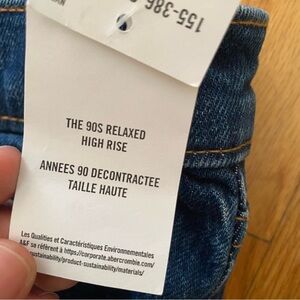 155-386
THE 90S RELAXED
HIGH RISE
ANNEES 90 DECONTRACTEE
TAILLE HAUTE
Les Qualities et Caractéristiques Environnementales
A&F se réfèrent à https://corporate.abercrombie.com/
sustainability/product-sustainability/materials/